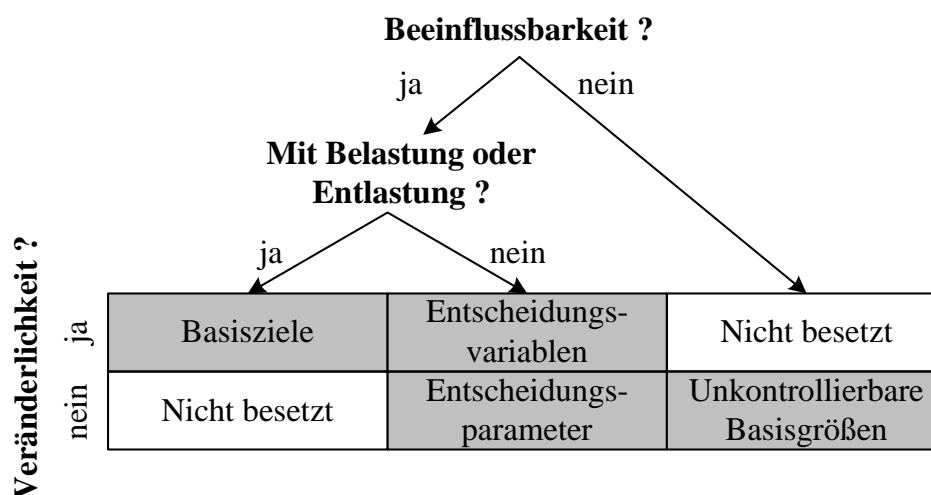 Beeinflussbarkeit ?
ja
nein
Mit Belastung oder
Entlastung ?
ja
nein
Veränderlichkeit ?
ja
Basisziele
Entscheidungs-
variablen
Nicht besetzt
nein
Nicht besetzt
Entscheidungs-
parameter
Unkontrollierbare
Basisgrößen